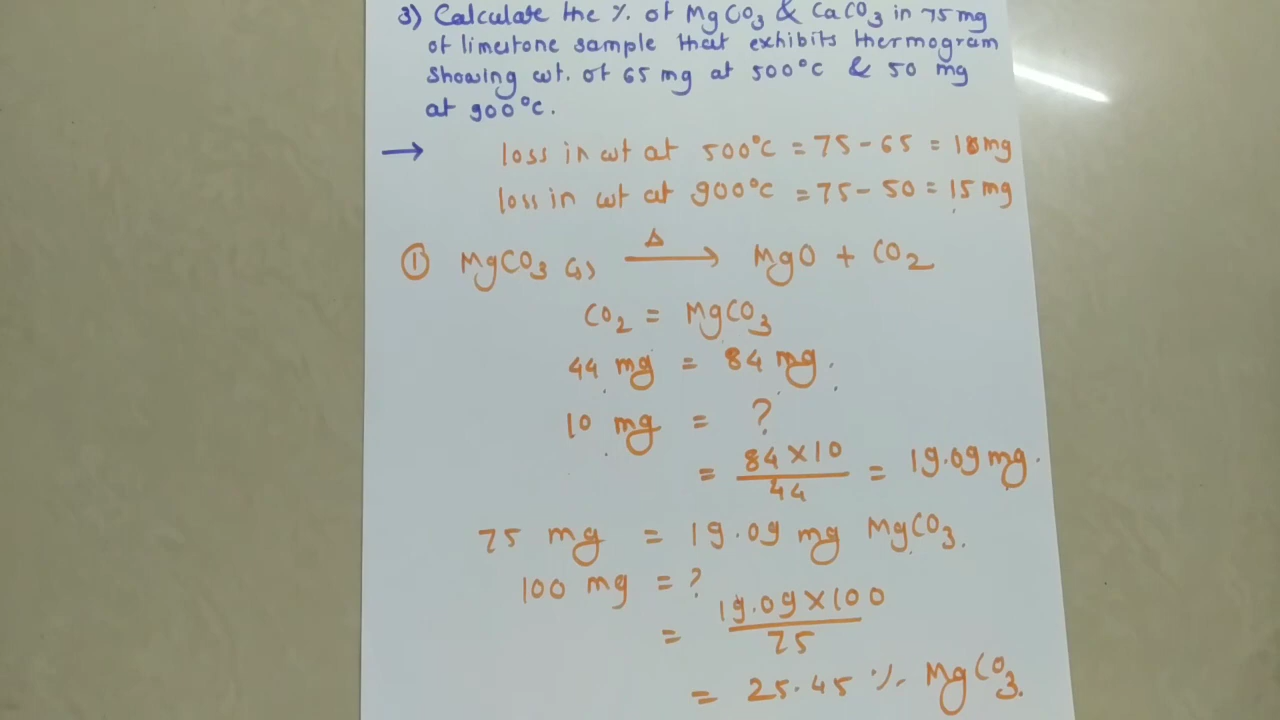 3) Calculate the % of MgCO3 & CaCO3 in 75 mg
of limestone sample that exhibits thermogram
showing wt. of 65 mg at 500°C & 50 mg
at 900°C.
→ loss in wt at 500°C = 75 - 65 = 10 mg
loss in wt at 900°C = 75 - 50 = 15 mg
① MgCO3 (s) —Δ→ MgO + CO2
CO2 = MgCO3
44 mg = 84 mg.
10 mg = ?
= 84 × 10 / 44 = 19.09 mg.
75 mg = 19.09 mg MgCO3.
100 mg = ?
= 19.09 × 100 / 75
= 25.45 % MgCO3.